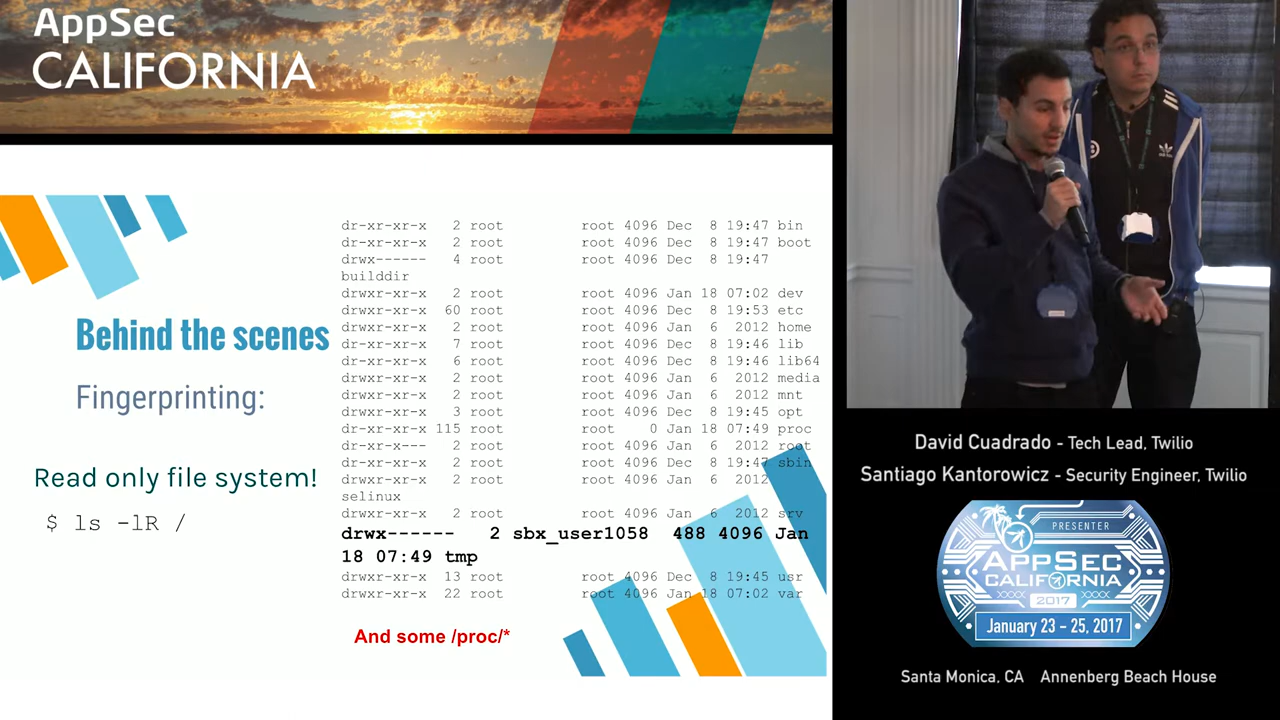 AppSec
CALIFORNIA
Behind the scenes
Fingerprinting:
Read only file system!
$ ls -lR /
dr-xr-xr-x 2 root root 4096 Dec 8 19:47 bin
dr-xr-xr-x 2 root root 4096 Dec 8 19:47 boot
drwx------ 4 root root 4096 Dec 8 19:47
builddir
drwxr-xr-x 2 root root 4096 Jan 18 07:02 dev
drwxr-xr-x 60 root root 4096 Dec 8 19:53 etc
drwxr-xr-x 2 root root 4096 Jan 6 2012 home
drwxr-xr-x 7 root root 4096 Dec 8 19:46 lib
drwxr-xr-x 6 root root 4096 Dec 8 19:46 lib64
drwxr-xr-x 2 root root 4096 Jan 6 2012 media
drwxr-xr-x 2 root root 4096 Jan 6 2012 mnt
drwxr-xr-x 3 root root 4096 Dec 8 19:45 opt
dr-xr-xr-x 115 root root 0 Jan 18 07:49 proc
dr-xr-x--- 2 root root 4096 Jan 6 2012 root
dr-xr-xr-x 2 root root 4096 Dec 8 19:47 sbin
drwxr-xr-x 2 root root 4096 Jan 6 2012
selinux
drwxr-xr-x 2 root root 4096 Jan 6 2012 srv
drwx------ 2 sbx_user1058 488 4096 Jan
18 07:49 tmp
drwxr-xr-x 13 root root 4096 Dec 8 19:45 usr
drwxr-xr-x 22 root root 4096 Jan 18 07:02 var
And some /proc/*
David Cuadrado - Tech Lead, Twilio
Santiago Kantorowicz - Security Engineer, Twilio
PRESENTER
APPSEC
CALIFORNIA
2017
January 23 - 25, 2017
Santa Monica, CA Annenberg Beach House